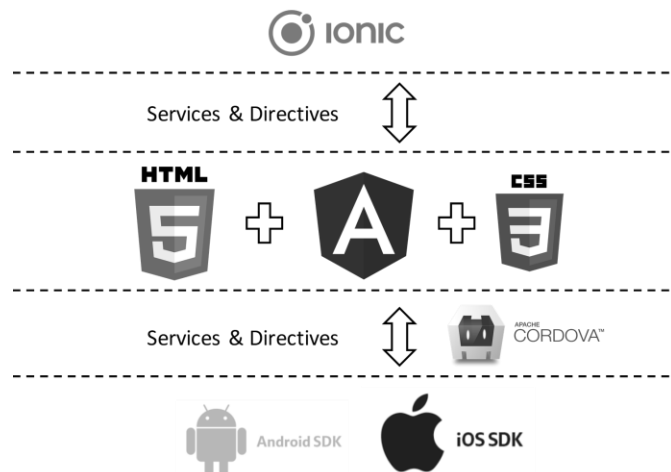 IONIC
Services & Directives
HTML
5
+
A
+
CSS
3
Services & Directives
APACHE
CORDOVA™
Android SDK
iOS SDK